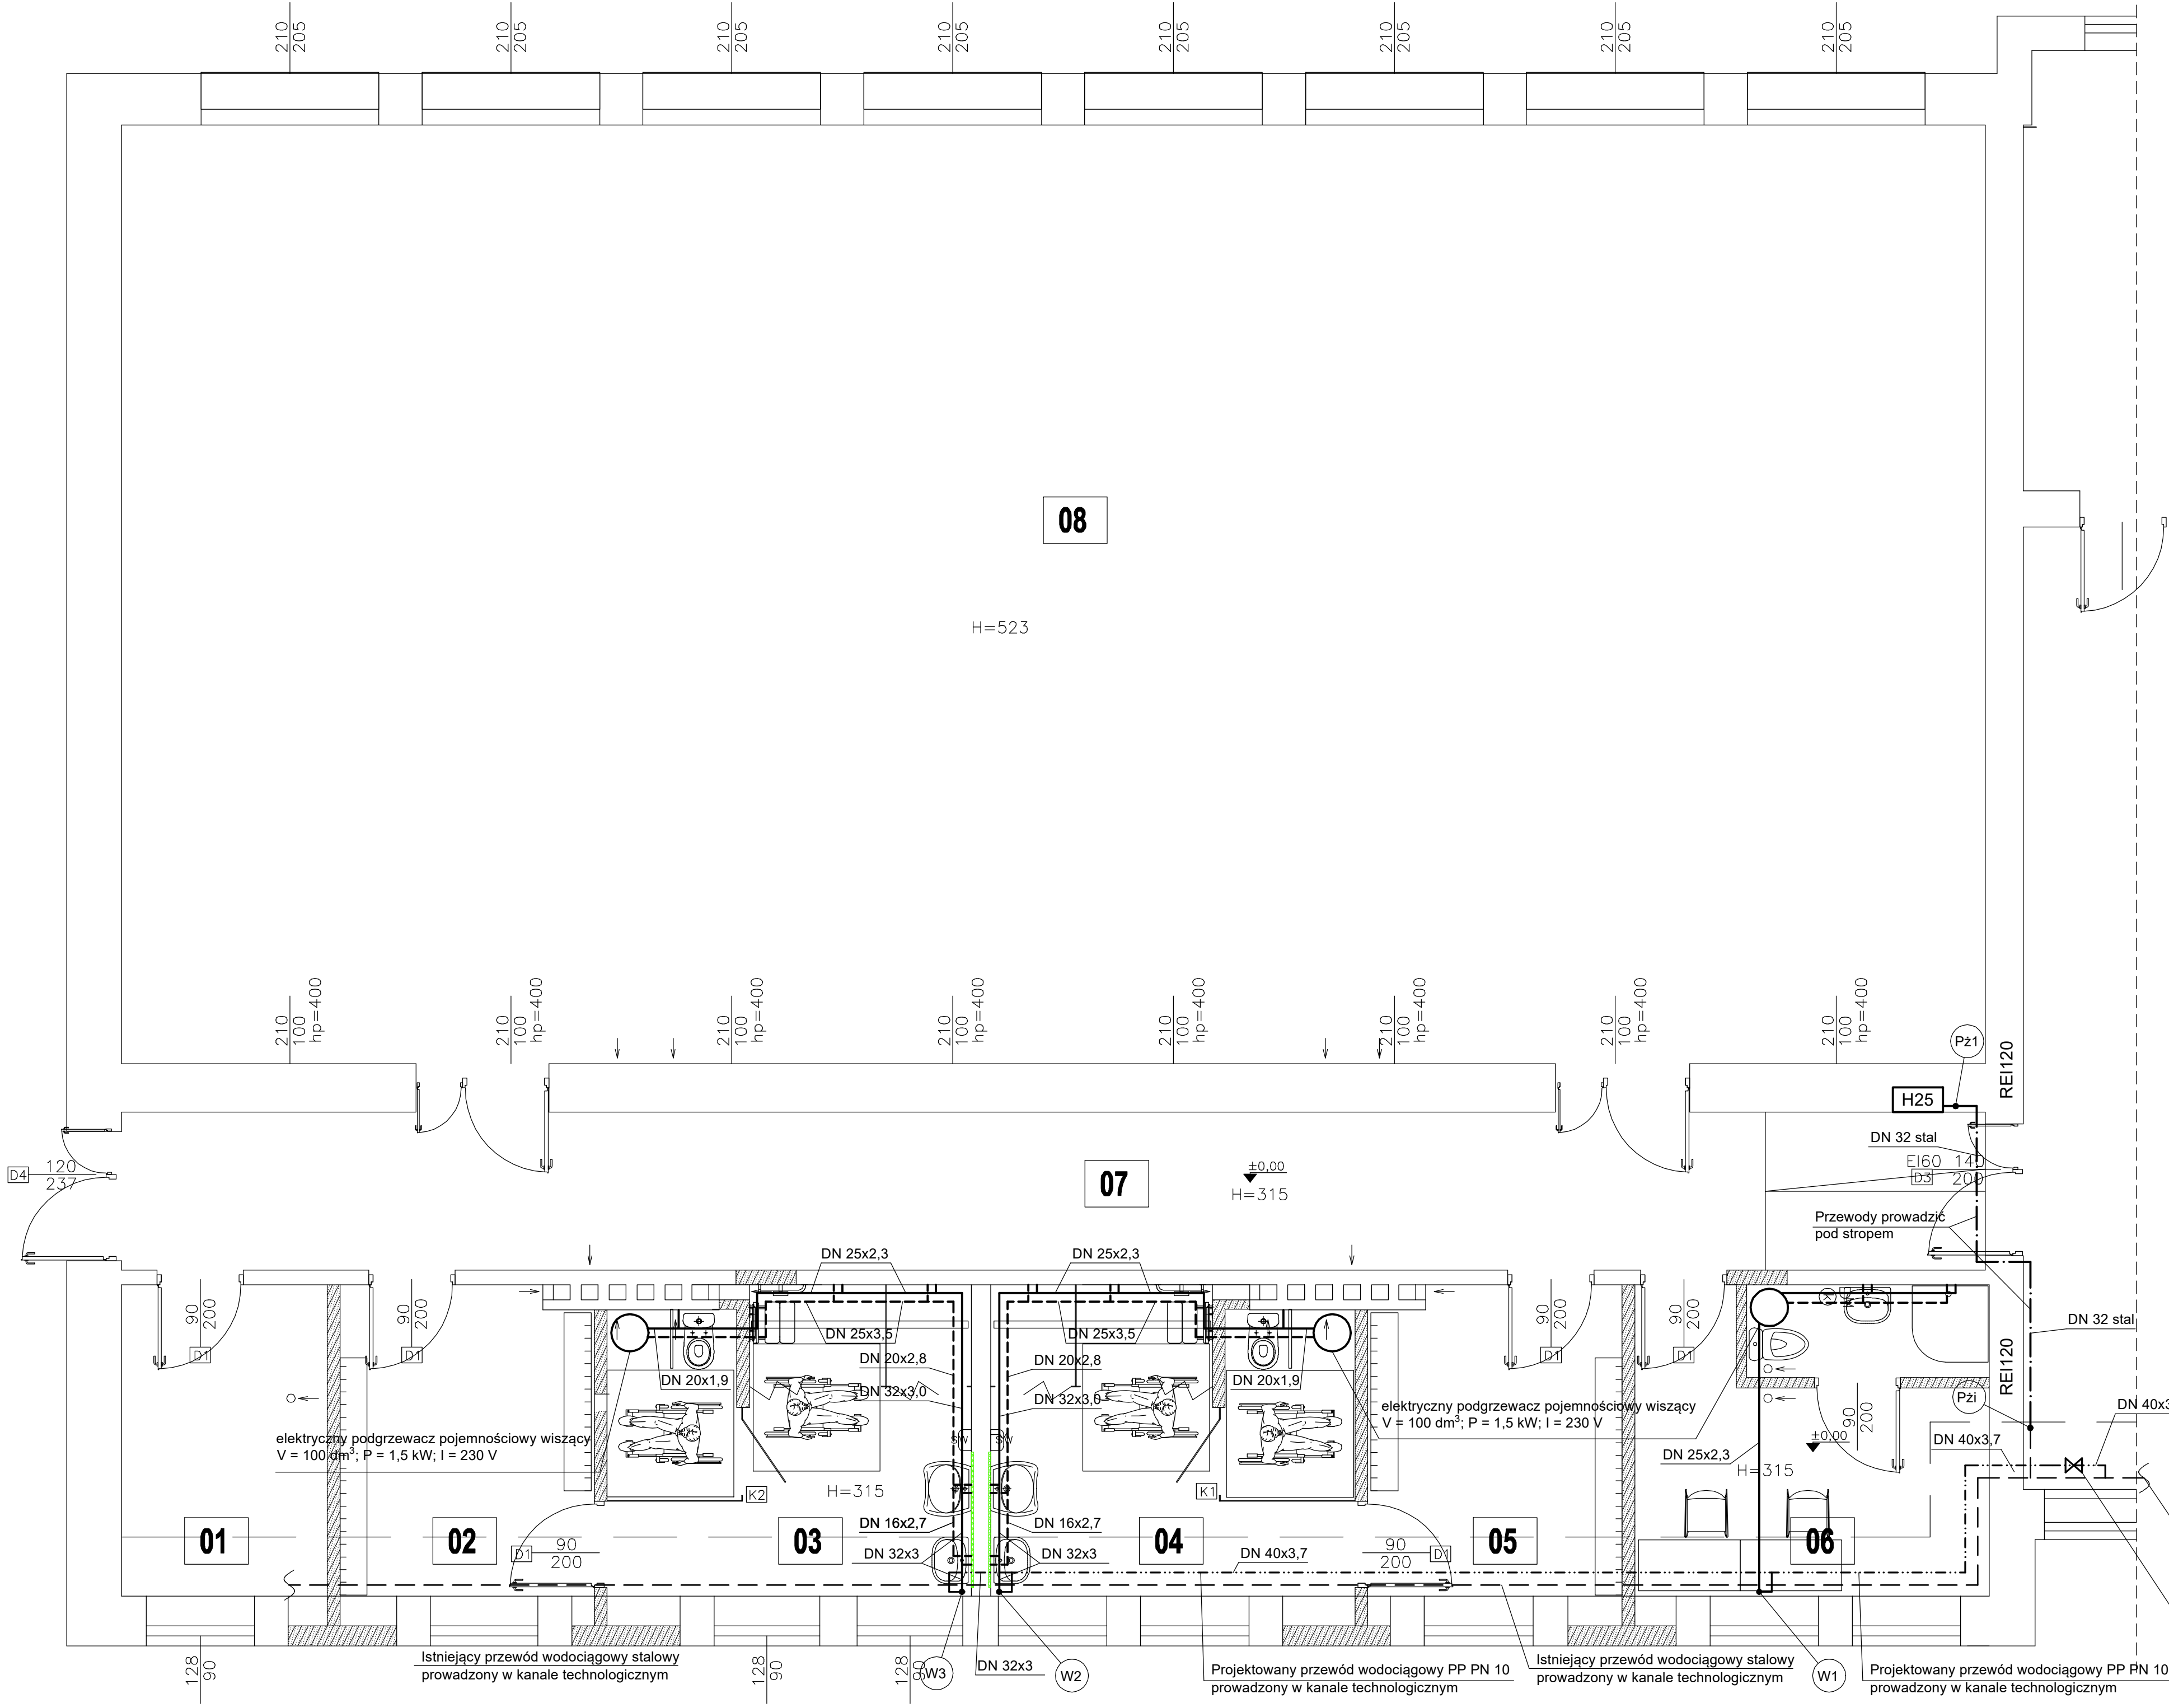 210
205
210
205
210
205
210
205
210
205
210
205
210
205
210
205
08
H=523
210
100
hp=400
210
100
hp=400
210
100
hp=400
210
100
hp=400
210
100
hp=400
210
100
hp=400
210
100
hp=400
210
100
hp=400
Pż1
REI120
H25
DN 32 stal
EI60 140
D3 200
D4 120
237
07
±0,00
H=315
Przewody prowadzić
pod stropem
DN 25x2,3
DN 25x2,3
90
200
D1
90
200
D1
90
200
D1
90
200
D1
DN 25x3,5
DN 25x3,5
DN 32 stal
DN 20x2,8
DN 20x2,8
DN 20x1,9
DN 20x1,9
DN 32x3,0
DN 32x3,0
REI120
Pżi
90
200
DN 40x3
elektryczny podgrzewacz pojemnościowy wiszący
V = 100 dm³; P = 1,5 kW; I = 230 V
elektryczny podgrzewacz pojemnościowy wiszący
V = 100 dm³; P = 1,5 kW; I = 230 V
SW
SW
±0,00
DN 40x3,7
DN 25x2,3
H=315
K2
H=315
K1
DN 16x2,7
DN 16x2,7
01
02
03
04
05
06
D1 90
200
DN 32x3
DN 32x3
DN 40x3,7
90 D1
200
128
90
128
90
128
90
Istniejący przewód wodociągowy stalowy
prowadzony w kanale technologicznym
W3
DN 32x3
W2
Projektowany przewód wodociągowy PP PN 10
prowadzony w kanale technologicznym
Istniejący przewód wodociągowy stalowy
prowadzony w kanale technologicznym
W1
Projektowany przewód wodociągowy PP PN 10
prowadzony w kanale technologicznym